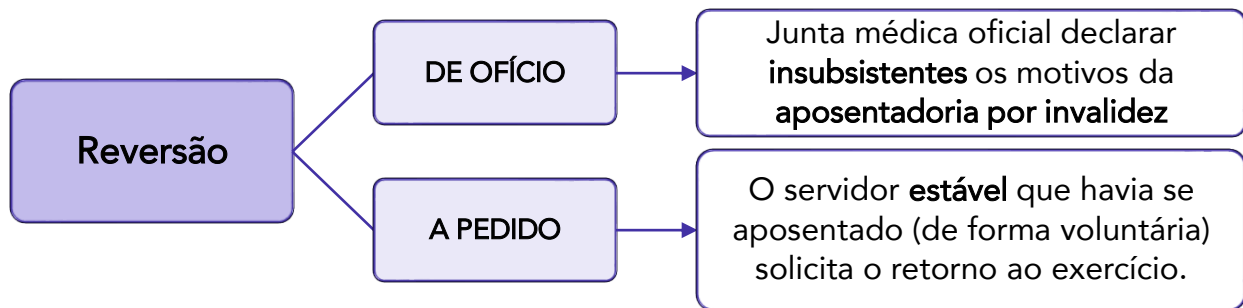 Reversão
DE OFÍCIO
Junta médica oficial declarar
insubsistentes os motivos da
aposentadoria por invalidez
A PEDIDO
O servidor estável que havia se
aposentado (de forma voluntária)
solicita o retorno ao exercício.